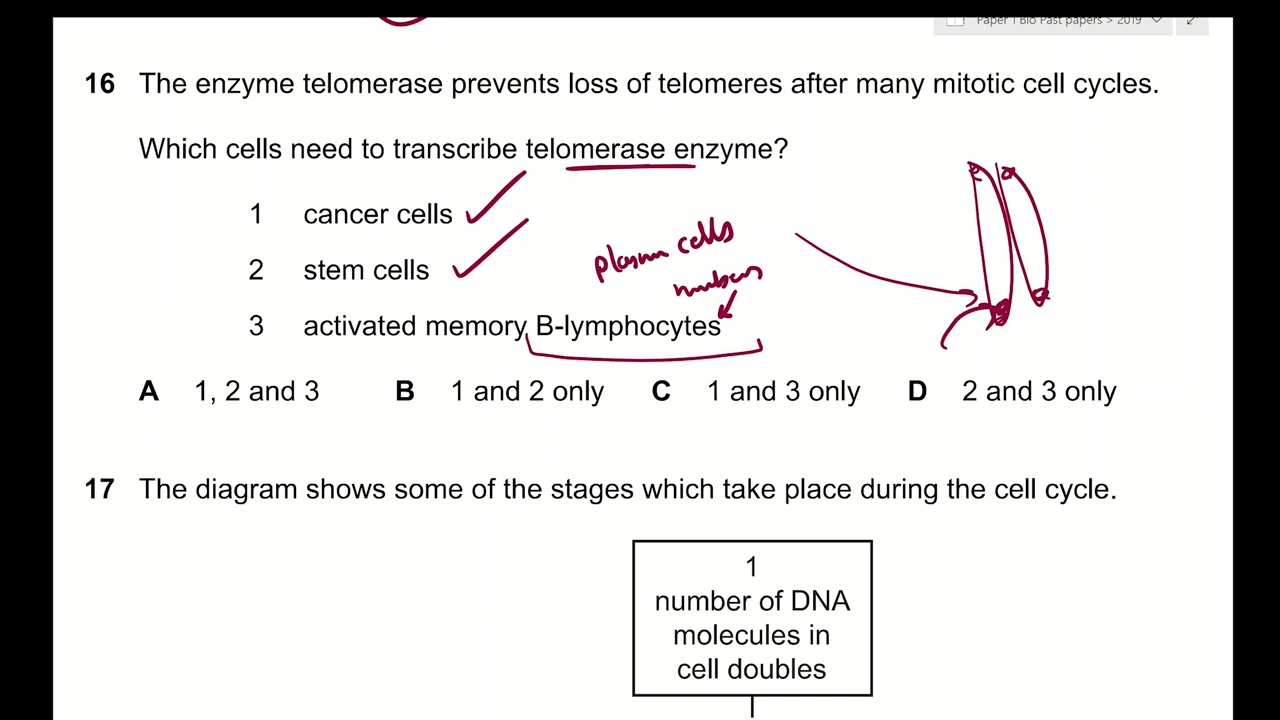 Paper 1 Bio Past papers > 2019
16 The enzyme telomerase prevents loss of telomeres after many mitotic cell cycles.
Which cells need to transcribe telomerase enzyme?
1 cancer cells
2 stem cells
plasma cells
3 activated memory B-lymphocytes
A 1, 2 and 3 B 1 and 2 only C 1 and 3 only D 2 and 3 only
17 The diagram shows some of the stages which take place during the cell cycle.
1
number of DNA
molecules in
cell doubles